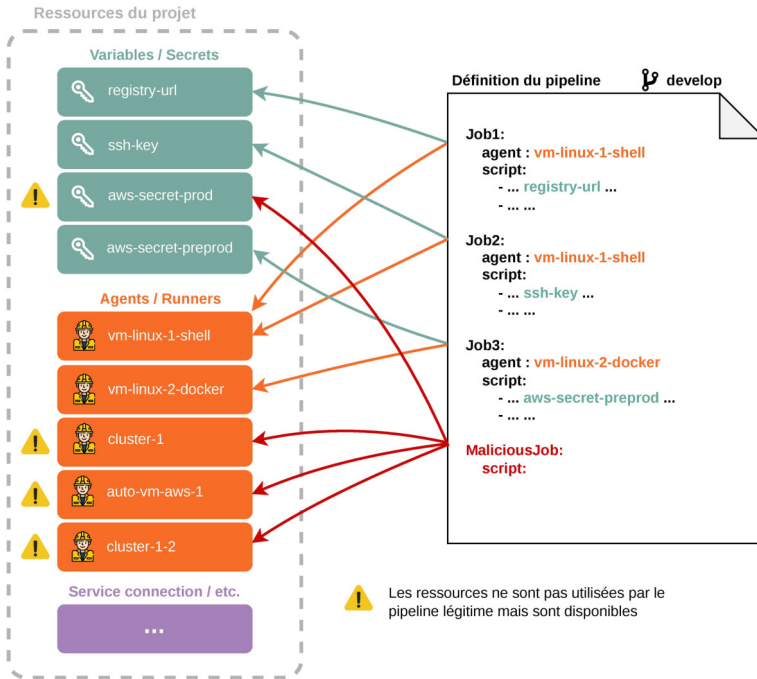 Ressources du projet
Variables / Secrets
registry-url
ssh-key
aws-secret-prod
aws-secret-preprod
Agents / Runners
vm-linux-1-shell
vm-linux-2-docker
cluster-1
auto-vm-aws-1
cluster-1-2
Service connection / etc.
...
Définition du pipeline develop
Job1:
agent : vm-linux-1-shell
script:
- ... registry-url ...
- ... ...
Job2:
agent : vm-linux-1-shell
script:
- ... ssh-key ...
- ... ...
Job3:
agent : vm-linux-2-docker
script:
- ... aws-secret-preprod ...
- ... ...
MaliciousJob:
script:
Les ressources ne sont pas utilisées par le
pipeline légitime mais sont disponibles